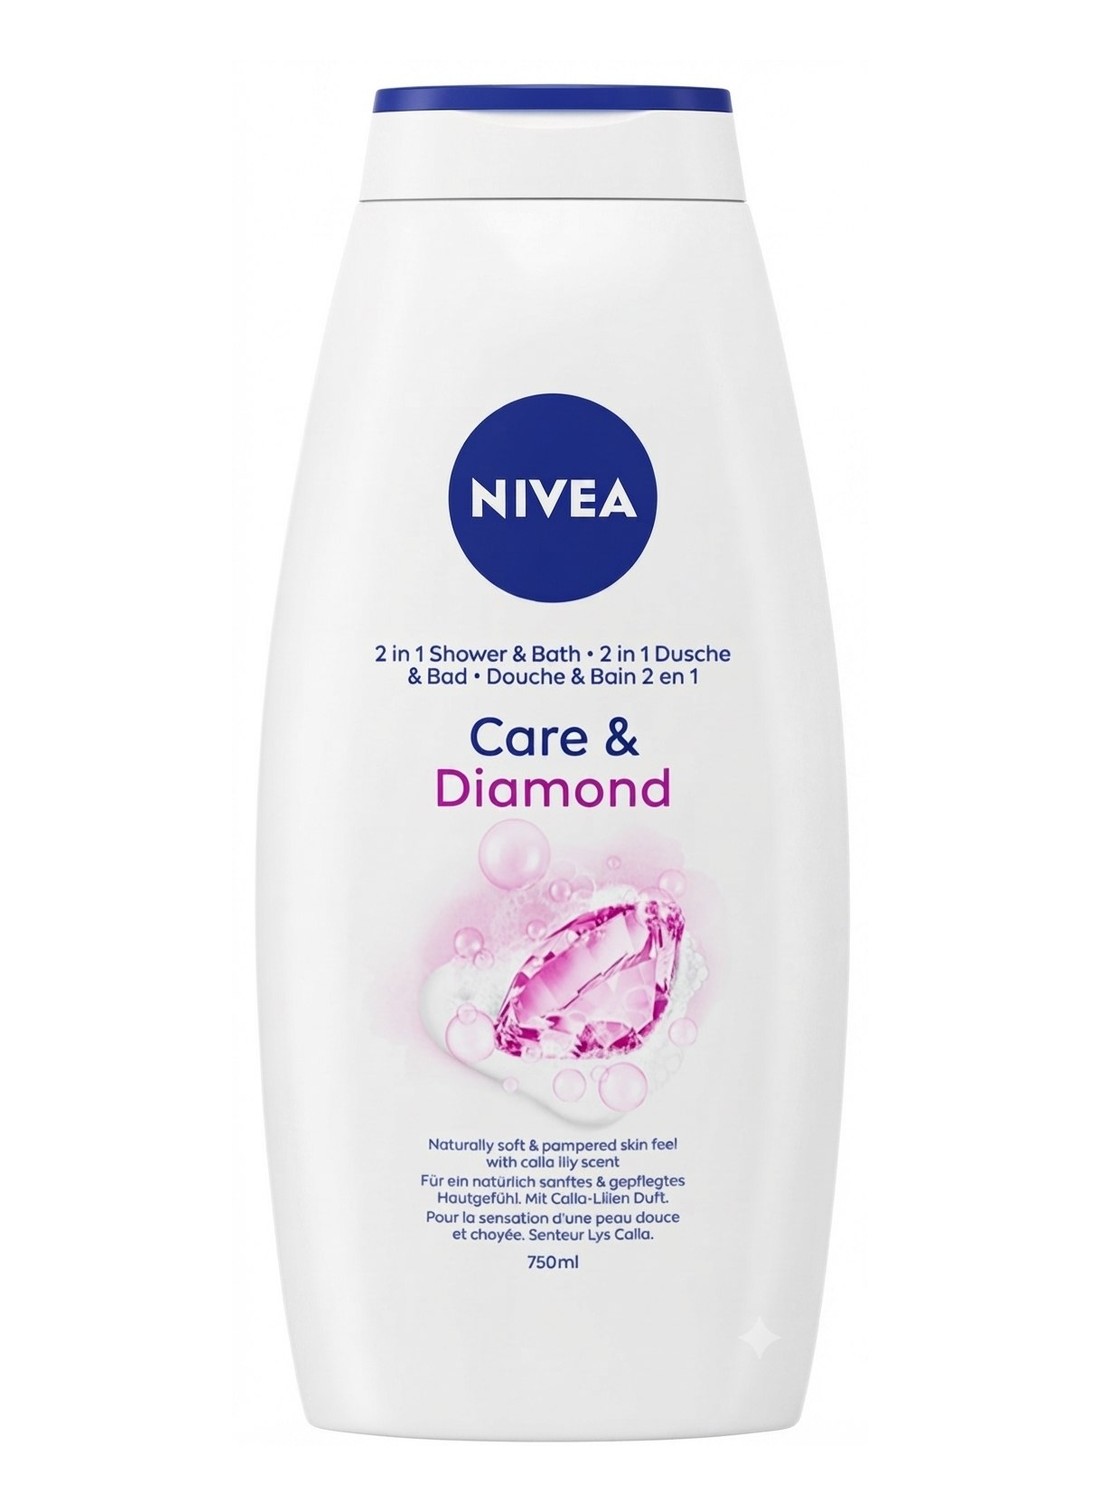 NIVEA
2 in 1 Shower & Bath • 2 in 1 Dusche
& Bad • Douche & Bain 2 en 1
Care &
Diamond
Naturally soft & pampered skin feel
with calla lily scent
Für ein natürlich sanftes & gepflegtes
Hautgefühl. Mit Calla-Lilien Duft.
Pour la sensation d'une peau douce
et choyée. Senteur Lys Calla.
750ml